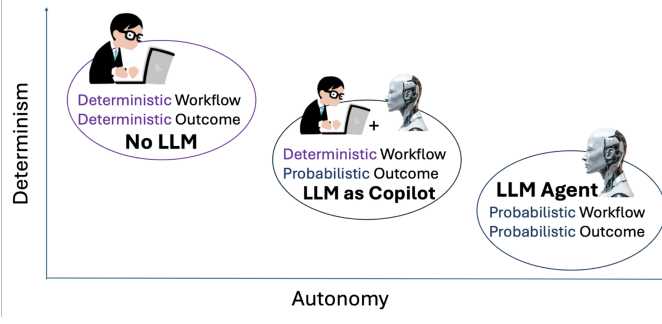 Determinism
Deterministic Workflow
Deterministic Outcome
No LLM
+
Deterministic Workflow
Probabilistic Outcome
LLM as Copilot
LLM Agent
Probabilistic Workflow
Probabilistic Outcome
Autonomy